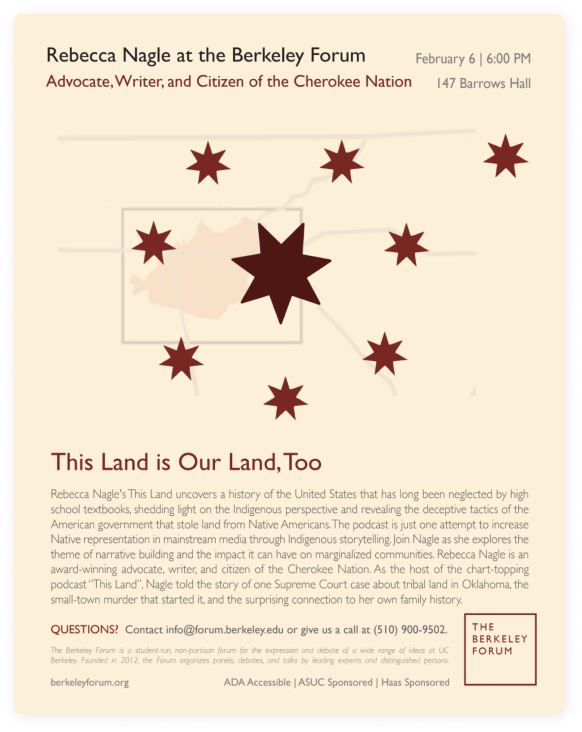 Rebecca Nagle at the Berkeley Forum
February 6 | 6:00 PM
Advocate, Writer, and Citizen of the Cherokee Nation
147 Barrows Hall
This Land is Our Land, Too
Rebecca Nagle's This Land uncovers a history of the United States that has long been neglected by high
school textbooks, shedding light on the Indigenous perspective and revealing the deceptive tactics of the
American government that stole land from Native Americans. The podcast is just one attempt to increase
Native representation in mainstream media through Indigenous storytelling. Join Nagle as she explores the
theme of narrative building and the impact it can have on marginalized communities. Rebecca Nagle is an
award-winning advocate, writer, and citizen of the Cherokee Nation. As the host of the chart-topping
podcast "This Land", Nagle told the story of one Supreme Court case about tribal land in Oklahoma, the
small-town murder that started it, and the surprising connection to her own family history.
QUESTIONS? Contact info@forum.berkeley.edu or give us a call at (510) 900-9502.
The Berkeley Forum is a student-run, non-partisan forum for the expression and debate of a wide range of ideas at UC
Berkeley. Founded in 2012, the Forum organizes panels, debates, and talks by leading experts and distinguished persons.
berkeleyforum.org
ADA Accessible | ASUC Sponsored | Haas Sponsored
THE
BERKELEY
FORUM